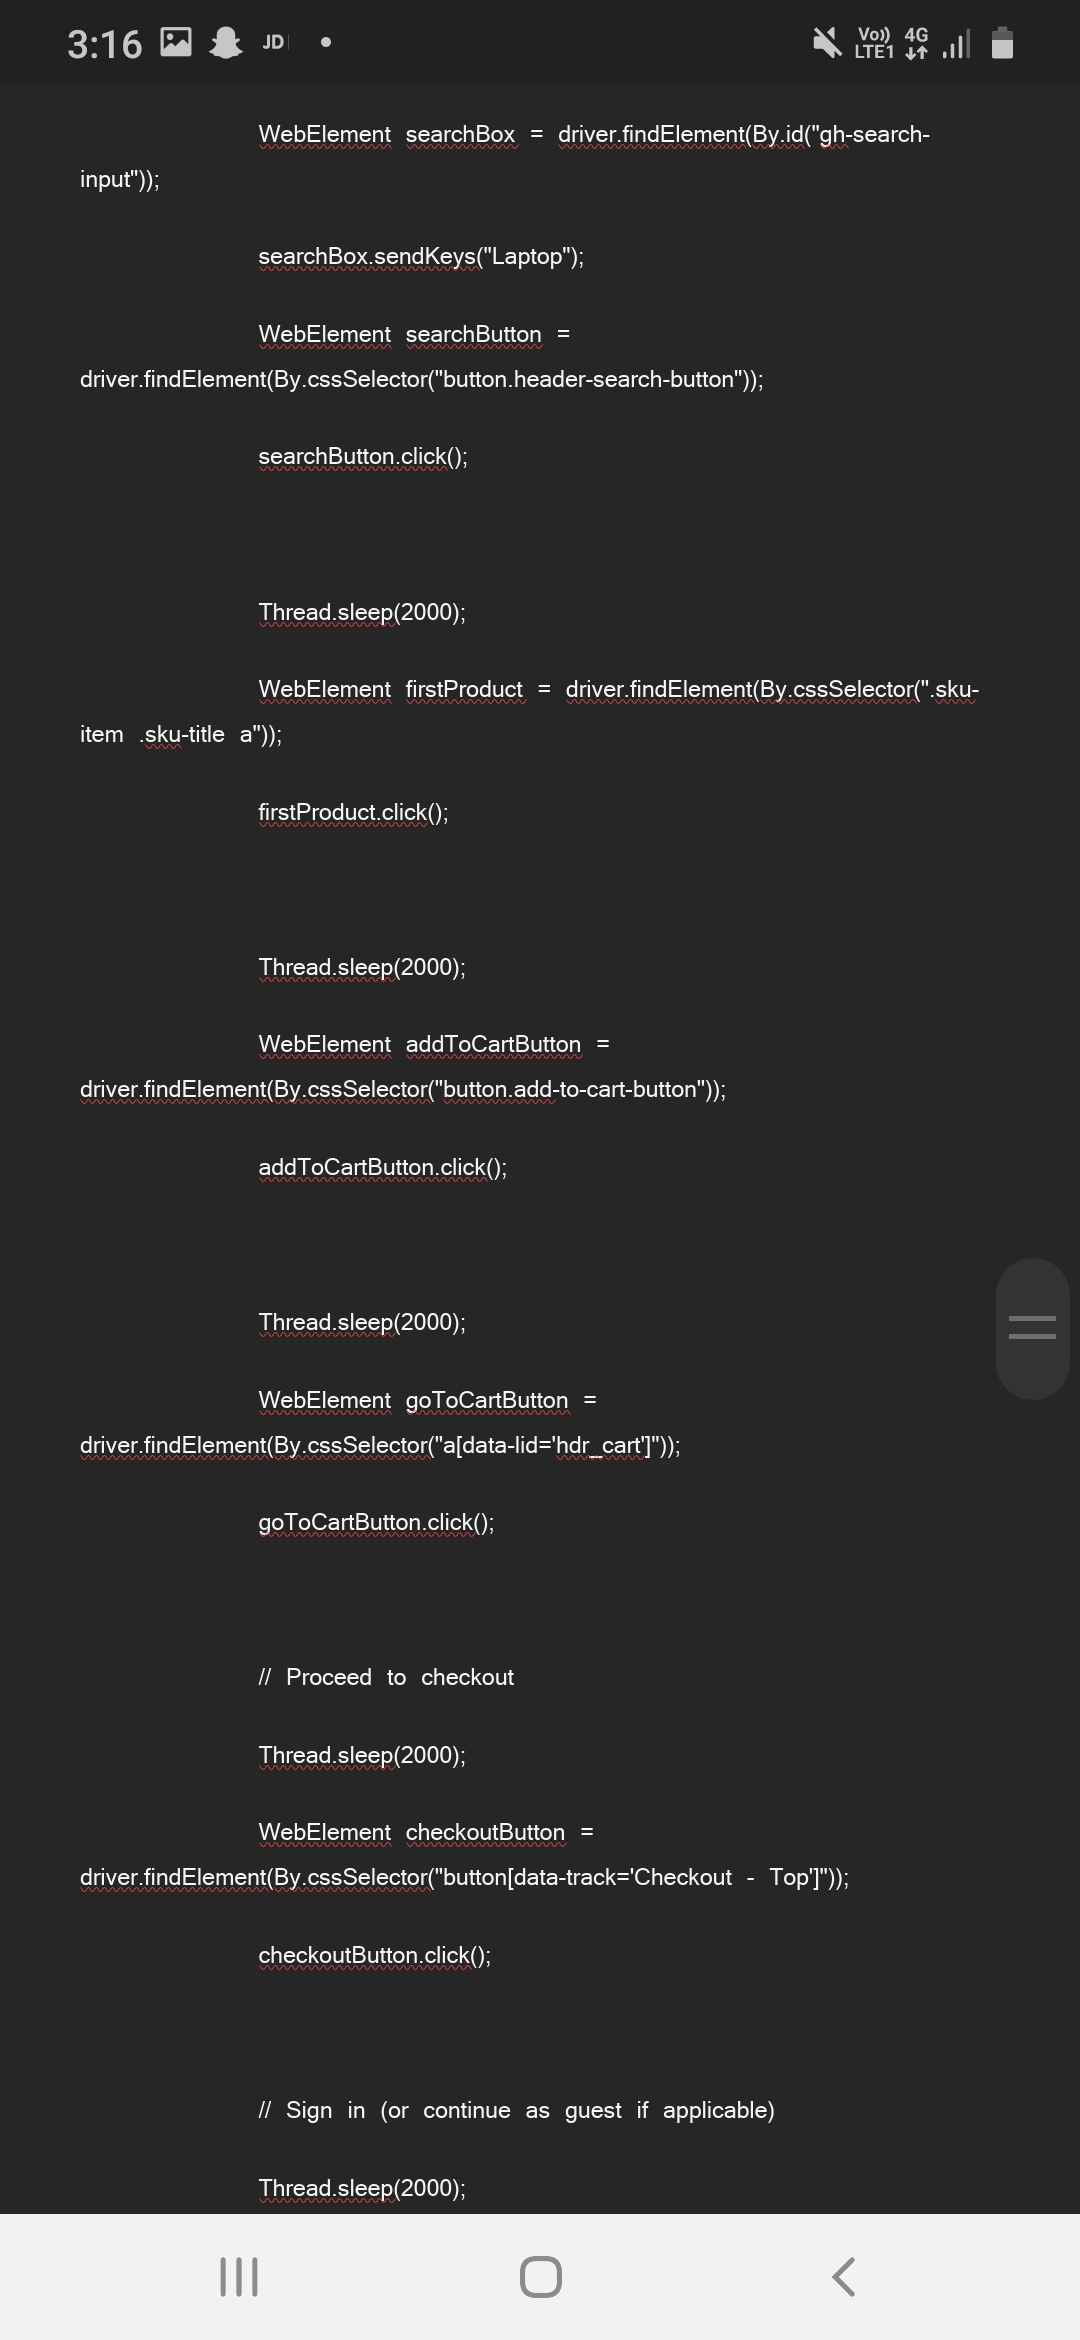 3:16 JD
Vo)) 4G
LTE1
WebElement searchBox = driver.findElement(By.id("gh-search-
input"));
searchBox.sendKeys("Laptop");
WebElement searchButton =
driver.findElement(By.cssSelector("button.header-search-button"));
searchButton.click();
Thread.sleep(2000);
WebElement firstProduct = driver.findElement(By.cssSelector(".sku-
item .sku-title a"));
firstProduct.click();
Thread.sleep(2000);
WebElement addToCartButton =
driver.findElement(By.cssSelector("button.add-to-cart-button"));
addToCartButton.click();
Thread.sleep(2000);
WebElement goToCartButton =
driver.findElement(By.cssSelector("a[data-lid='hdr_cart']"));
goToCartButton.click();
// Proceed to checkout
Thread.sleep(2000);
WebElement checkoutButton =
driver.findElement(By.cssSelector("button[data-track='Checkout - Top']"));
checkoutButton.click();
// Sign in (or continue as guest if applicable)
Thread.sleep(2000);